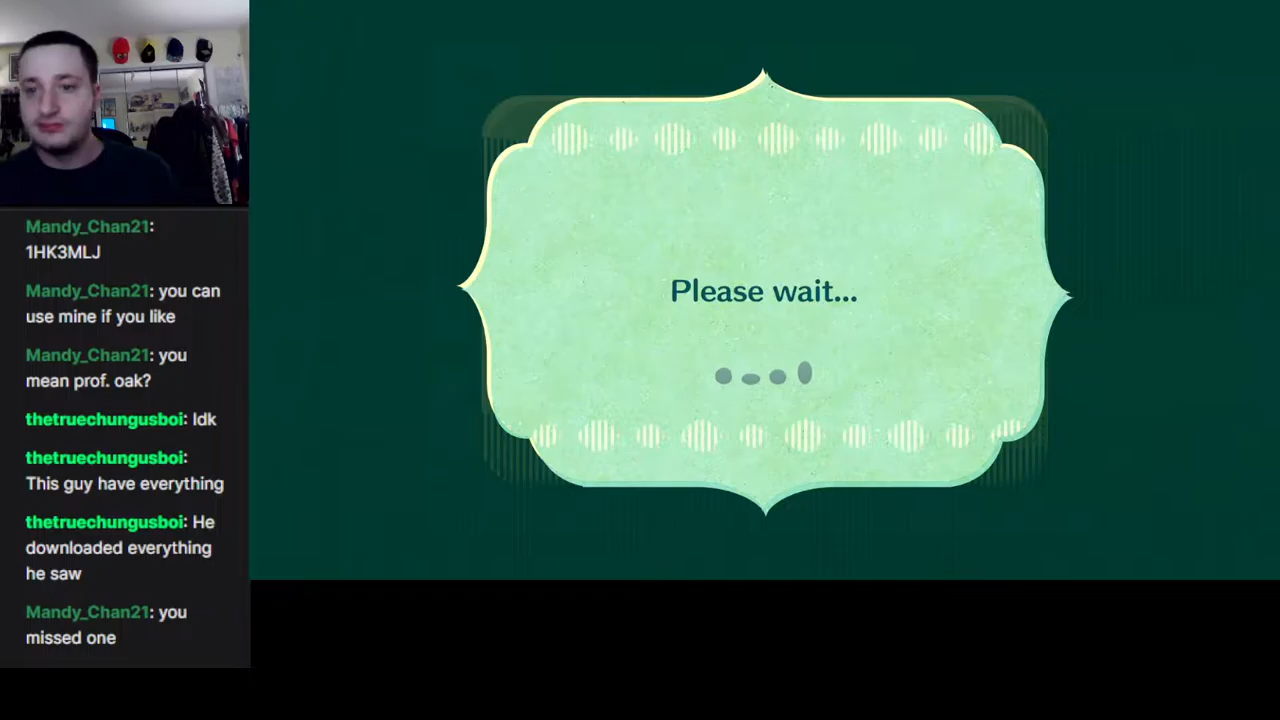 Mandy_Chan21:
1HK3MLJ
Mandy_Chan21: you can
use mine if you like
Mandy_Chan21: you
mean prof. oak?
thetruechungusboi: Idk
thetruechungusboi:
This guy have everything
thetruechungusboi: He
downloaded everything
he saw
Mandy_Chan21: you
missed one
Please wait...